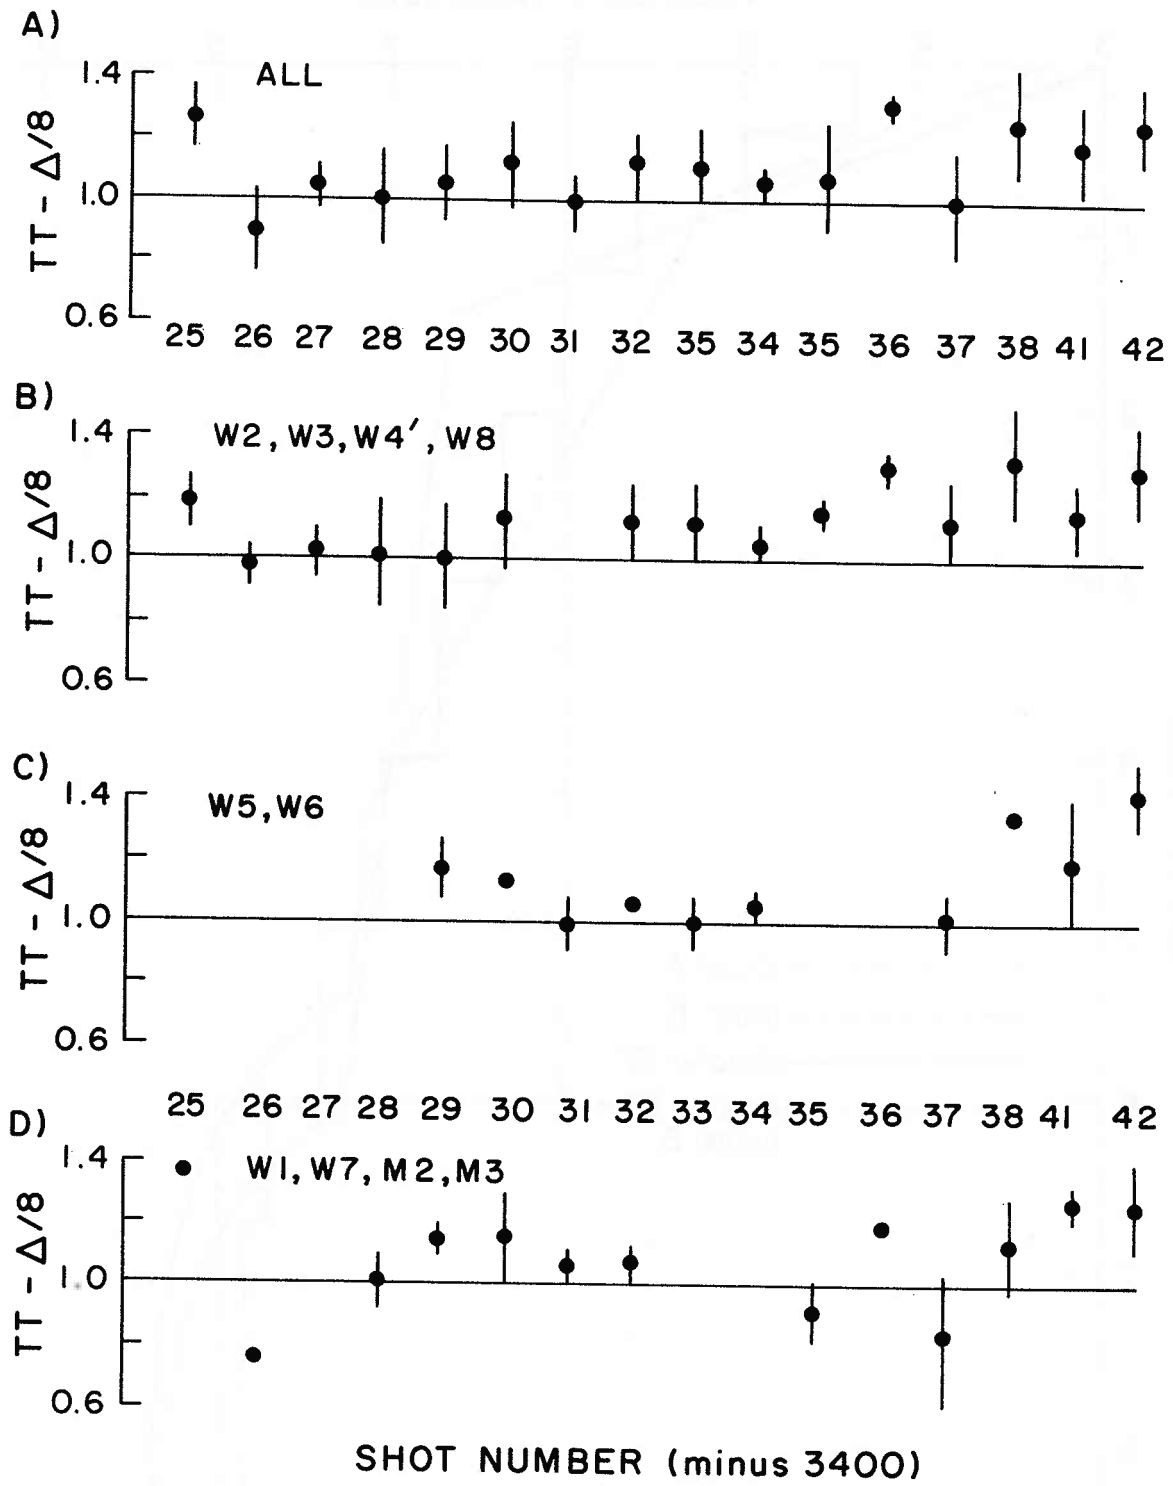 A)
1.4
ALL
TT - Δ/8
1.0
0.6
25 26 27 28 29 30 31 32 35 34 35 36 37 38 41 42
B)
1.4
W2, W3, W4′, W8
TT - Δ/8
1.0
0.6
C)
1.4
W5, W6
TT - Δ/8
1.0
0.6
25 26 27 28 29 30 31 32 33 34 35 36 37 38 41 42
D)
1.4
W1, W7, M2, M3
TT - Δ/8
1.0
0.6
SHOT NUMBER (minus 3400)